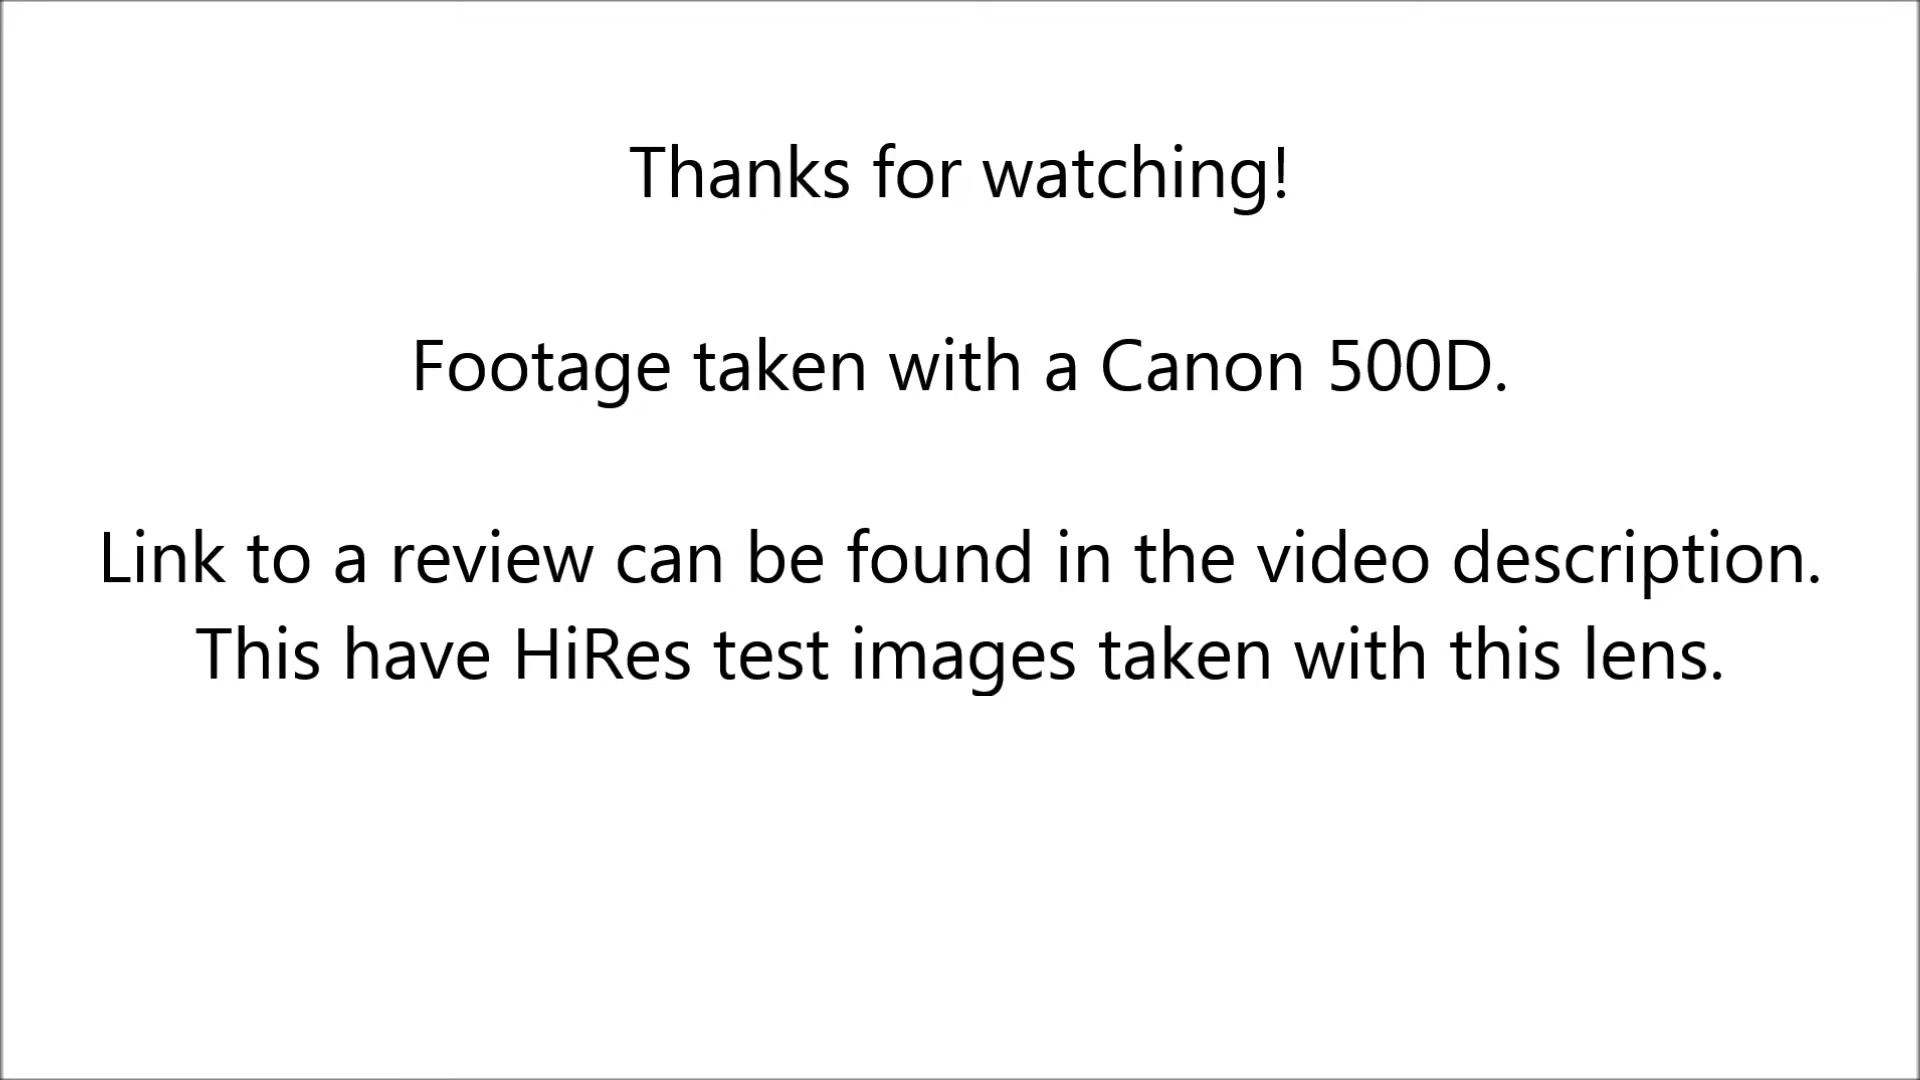 Thanks for watching!
Footage taken with a Canon 500D.
Link to a review can be found in the video description.
This have HiRes test images taken with this lens.